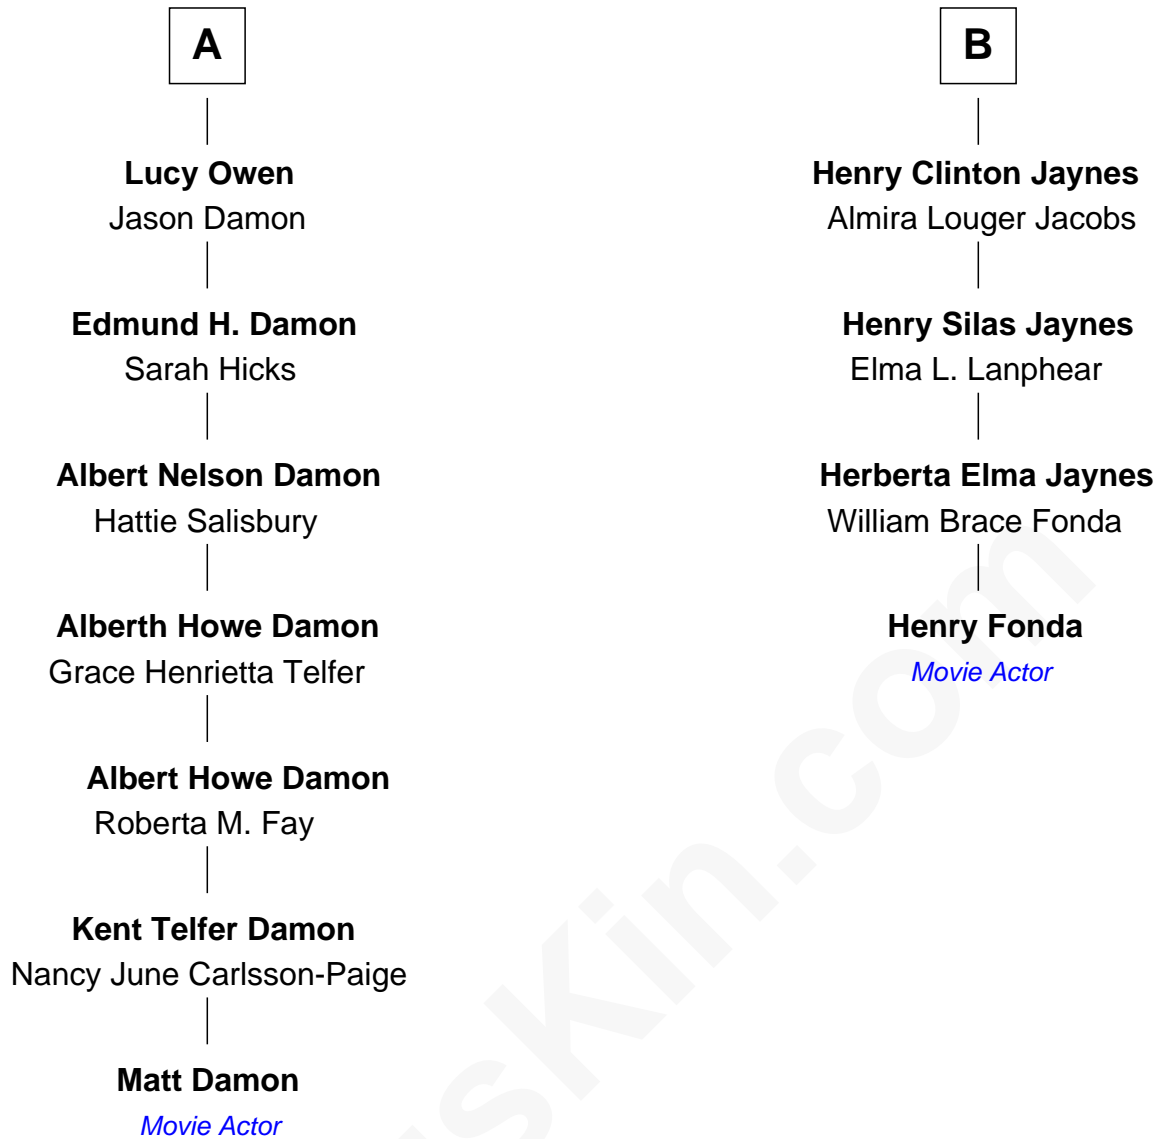 A
Lucy Owen
Jason Damon
Edmund H. Damon
Sarah Hicks
Albert Nelson Damon
Hattie Salisbury
Alberth Howe Damon
Grace Henrietta Telfer
Albert Howe Damon
Roberta M. Fay
Kent Telfer Damon
Nancy June Carlsson-Paige
Matt Damon
Movie Actor
B
Henry Clinton Jaynes
Almira Louger Jacobs
Henry Silas Jaynes
Elma L. Lanphear
Herberta Elma Jaynes
William Brace Fonda
Henry Fonda
Movie Actor
sKin.com